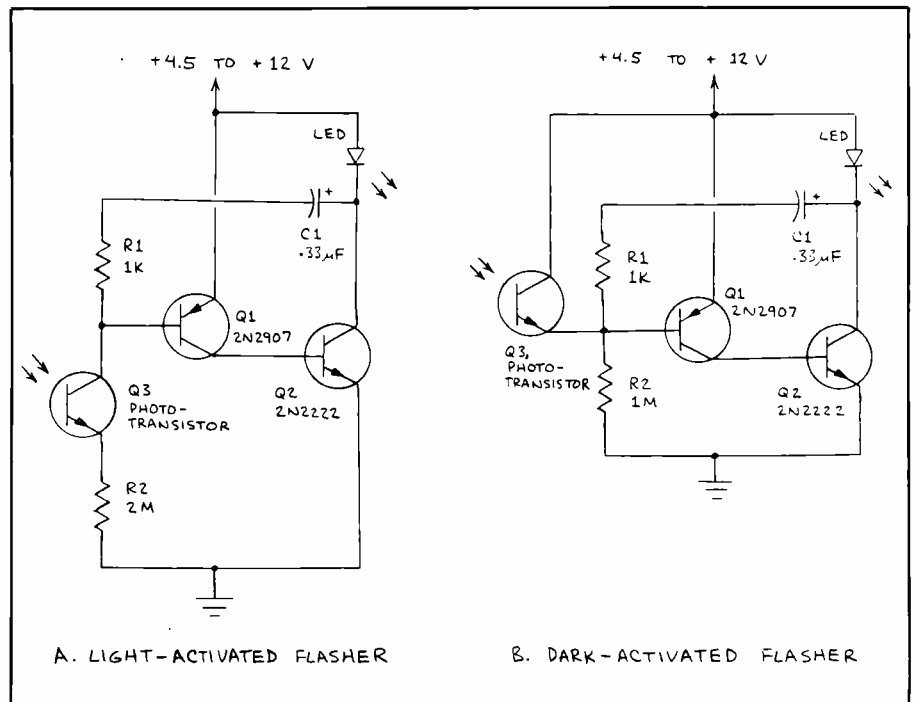 +4.5 TO +12 V
LED
C1
.33µF
+
R1
1K
Q1
2N2907
Q2
2N2222
Q3
PHOTO-
TRANSISTOR
R2
2M
A. LIGHT-ACTIVATED FLASHER
+4.5 TO + 12 V
LED
+
C1
.33µF
R1
1K
Q1
2N2907
Q3,
PHOTO-
TRANSISTOR
R2
1M
Q2
2N2222
B. DARK-ACTIVATED FLASHER